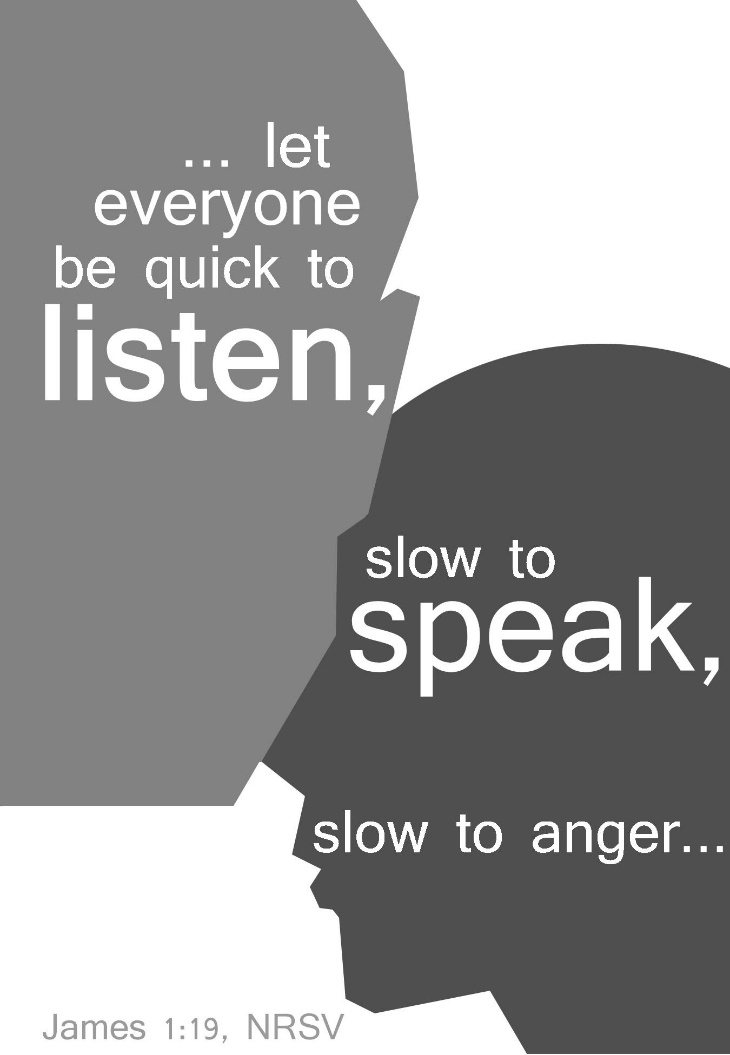 ... let
everyone
be quick to
listen,
slow to
speak,
slow to anger...
James 1:19, NRSV